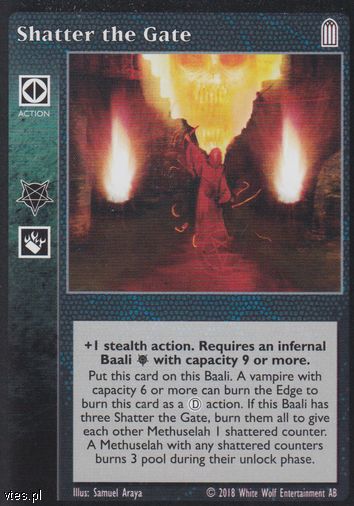 Shatter the Gate
ACTION
+1 stealth action. Requires an infernal
Baali with capacity 9 or more.
Put this card on this Baali. A vampire with
capacity 6 or more can burn the Edge to
burn this card as a Ⓓ action. If this Baali has
three Shatter the Gate, burn them all to give
each other Methuselah 1 shattered counter.
A Methuselah with any shattered counters
burns 3 pool during their unlock phase.
vtes.pl
Illus: Samuel Araya © 2018 White Wolf Entertainment AB